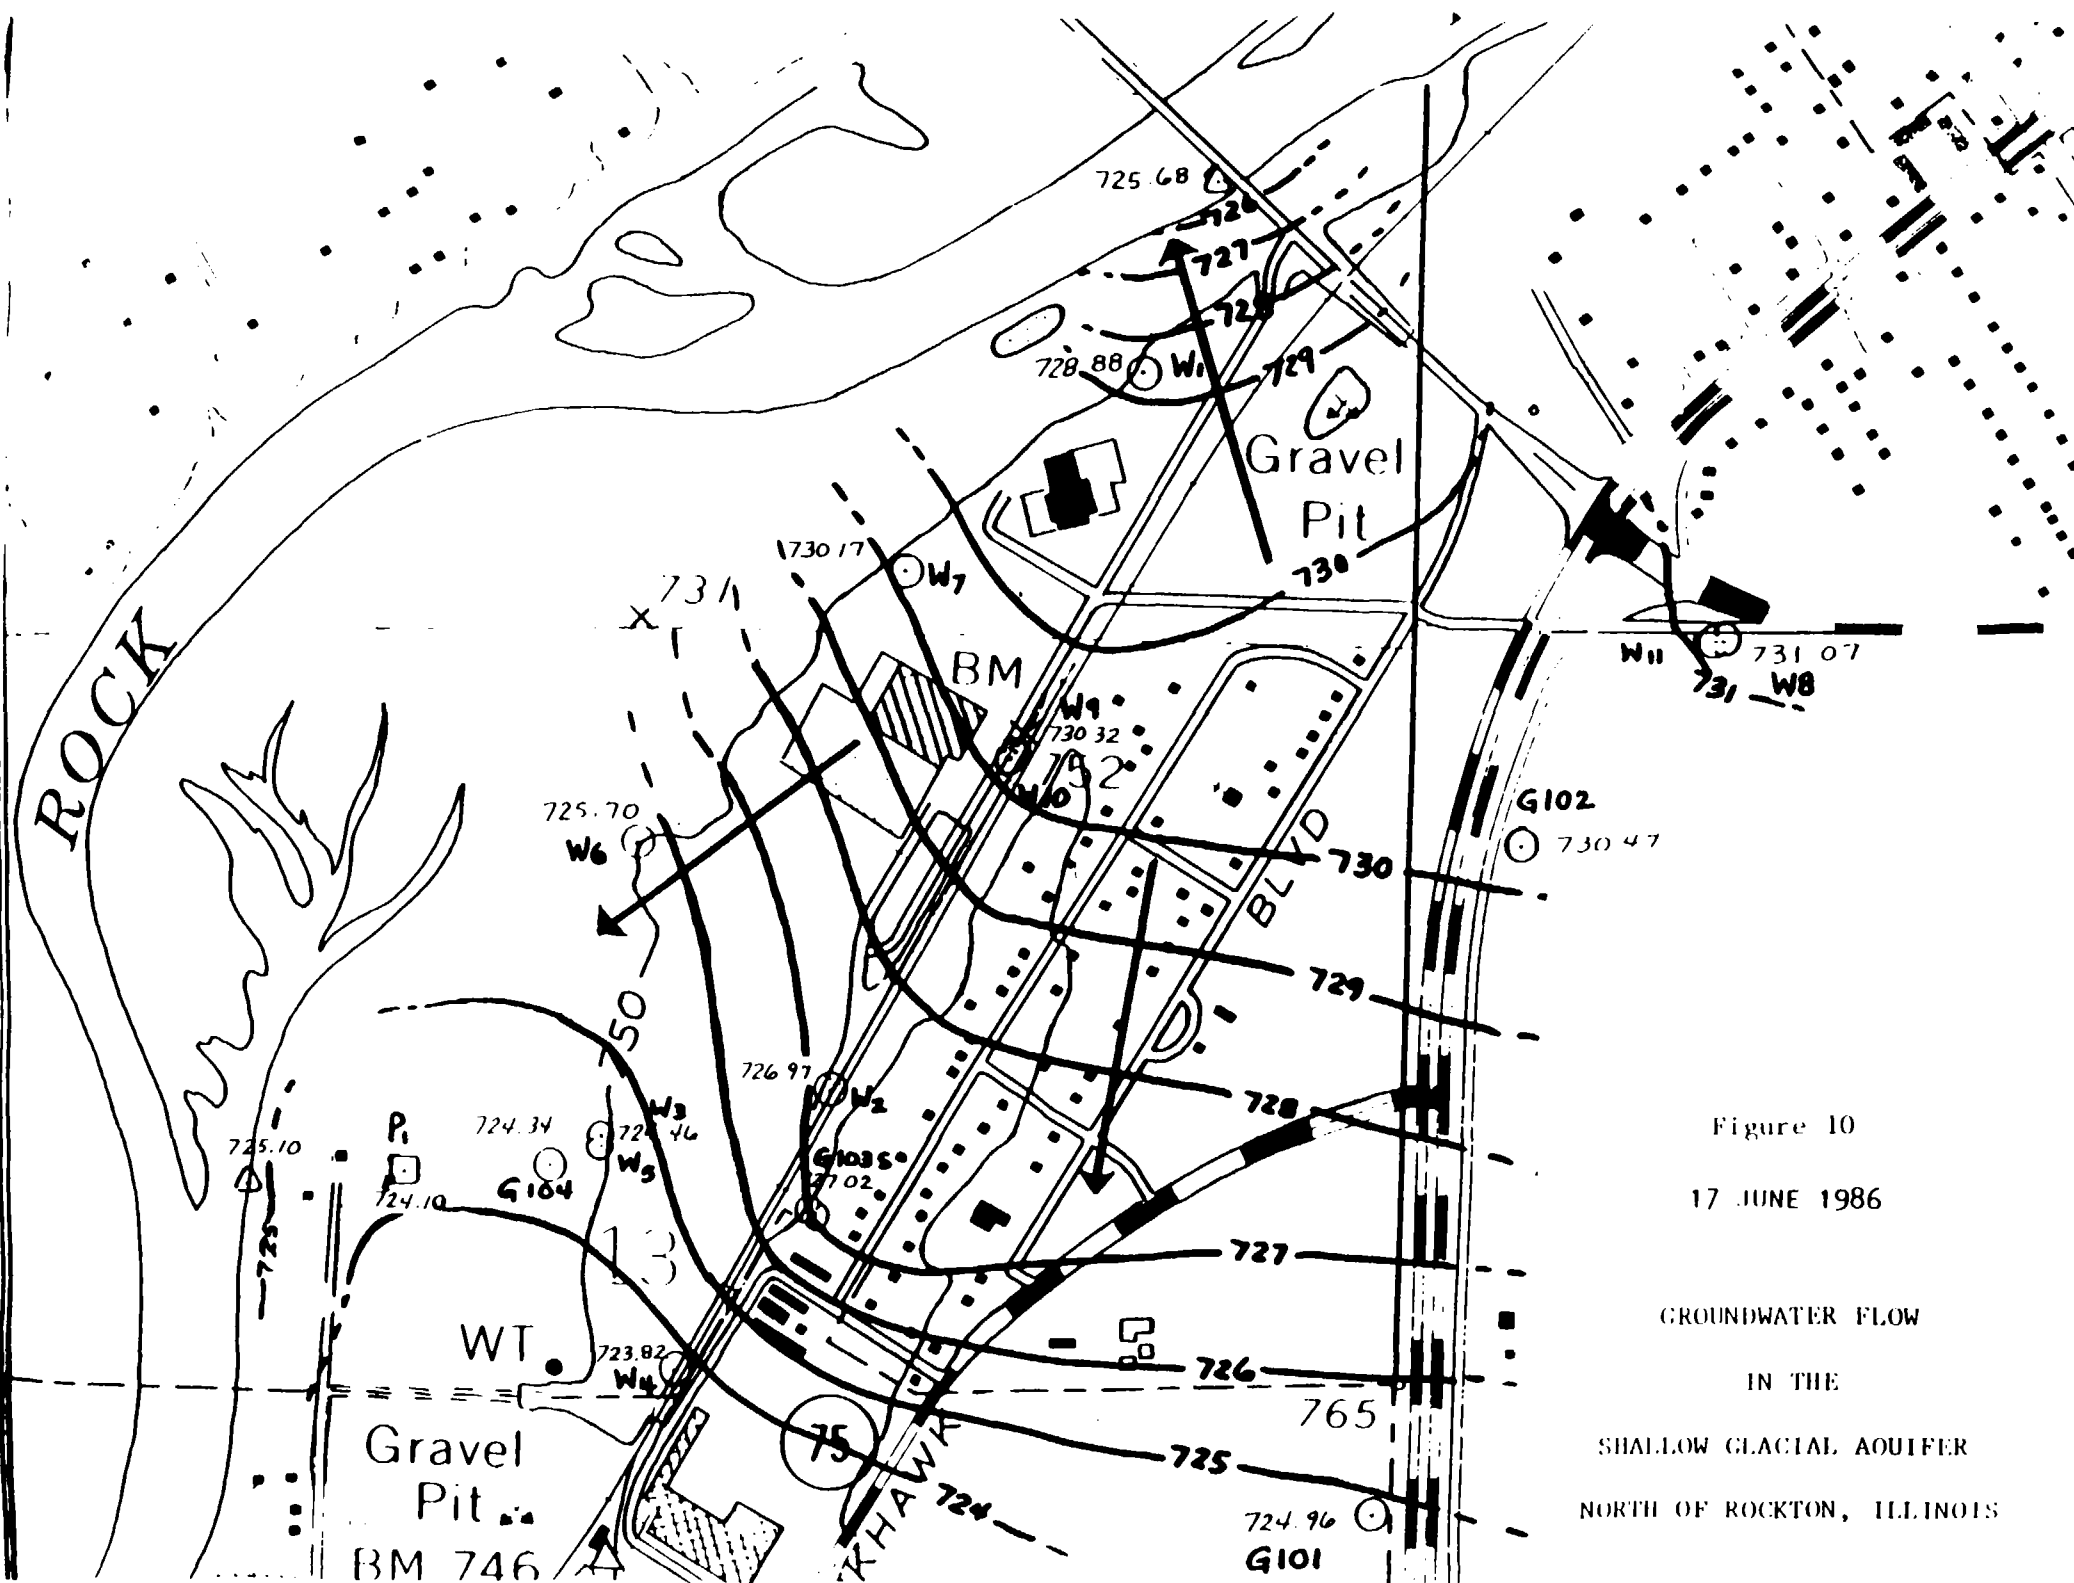 725.68
726
727
728
728.88 W1
729
Gravel
Pit
730
730.17
W7
731
ROCK
BM
W9
730.32
752
W10
W11
731.07
731
W8
725.70
W6
G102
730.47
BLVD
730
729
50
728
726.97
W2
W3
724.34
W5
G104
P1
724.10
725.10
725
G103S
727.02
13
727
WT
723.82
W4
726
765
75
725
724
724.96
G101
Gravel
Pit
BM 746
KHAWK
Figure 10
17 JUNE 1986
GROUNDWATER FLOW
IN THE
SHALLOW GLACIAL AQUIFER
NORTH OF ROCKTON, ILLINOIS